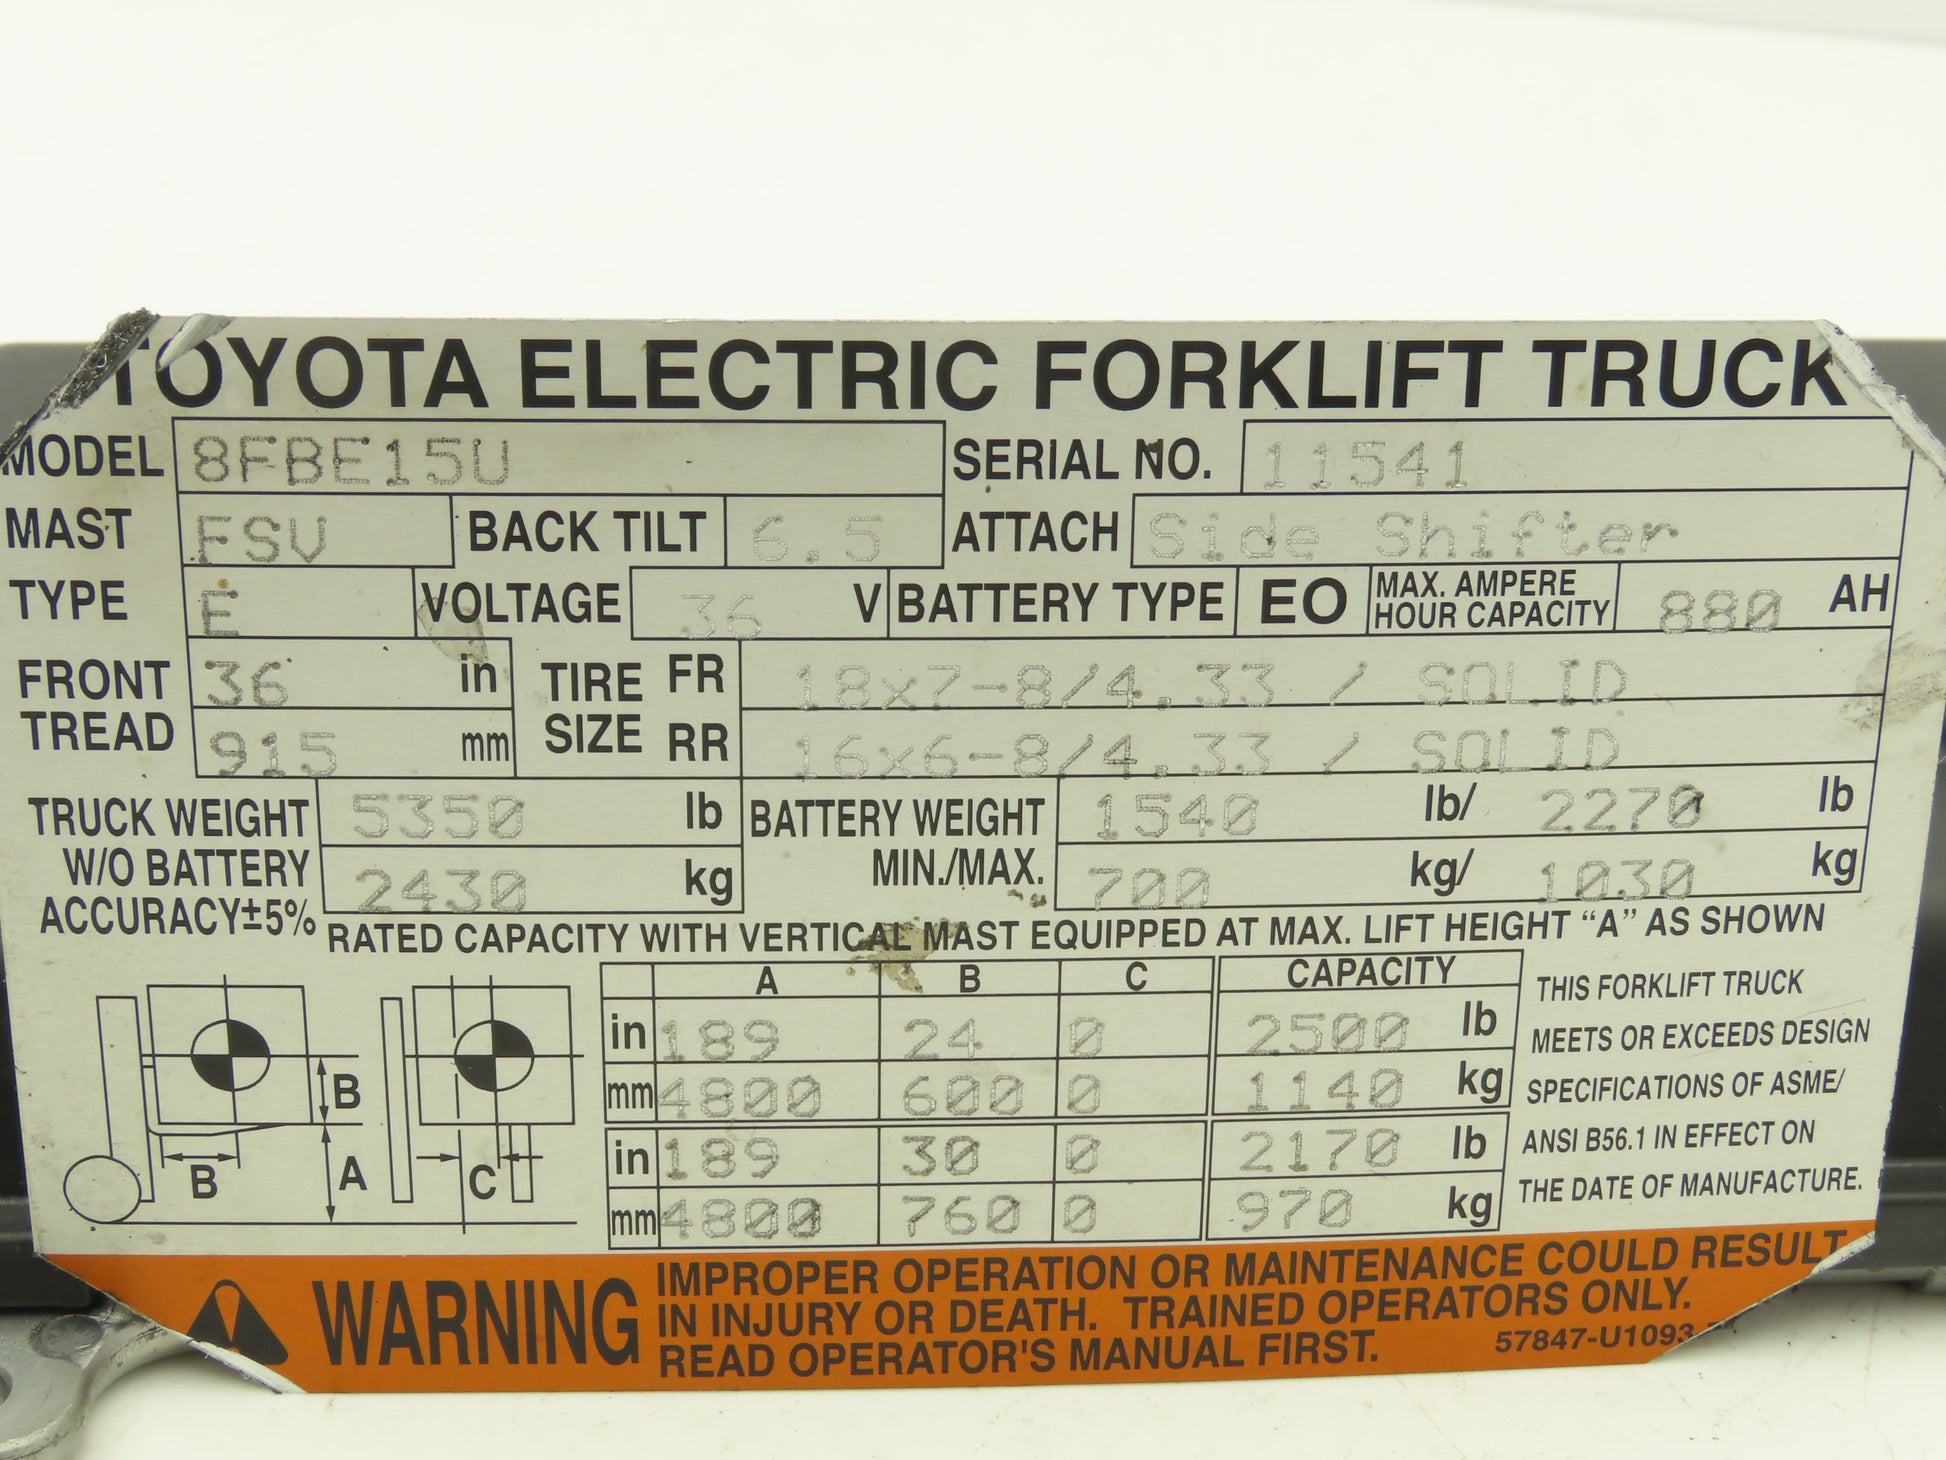 TOYOTA ELECTRIC FORKLIFT TRUCK
MODEL 8FBE15U SERIAL NO. 11541
MAST FSV BACK TILT 6.5 ATTACH Side Shifter
TYPE E VOLTAGE 36 V BATTERY TYPE EO MAX. AMPERE HOUR CAPACITY 880 AH
FRONT TREAD 36 in TIRE SIZE FR 18x7-8/4.33 / SOLID
915 mm RR 16x6-8/4.33 / SOLID
TRUCK WEIGHT 5350 lb BATTERY WEIGHT 1540 lb/ 2270 lb
W/O BATTERY 2430 kg MIN./MAX. 700 kg/ 1030 kg
ACCURACY±5%
RATED CAPACITY WITH VERTICAL MAST EQUIPPED AT MAX. LIFT HEIGHT “A” AS SHOWN
A B C CAPACITY
in 189 24 0 2500 lb
mm 4800 600 0 1140 kg
in 189 30 0 2170 lb
mm 4800 760 0 970 kg
B
B A C
THIS FORKLIFT TRUCK
MEETS OR EXCEEDS DESIGN
SPECIFICATIONS OF ASME/
ANSI B56.1 IN EFFECT ON
THE DATE OF MANUFACTURE.
WARNING
IMPROPER OPERATION OR MAINTENANCE COULD RESULT
IN INJURY OR DEATH. TRAINED OPERATORS ONLY.
READ OPERATOR'S MANUAL FIRST.
57847-U1093